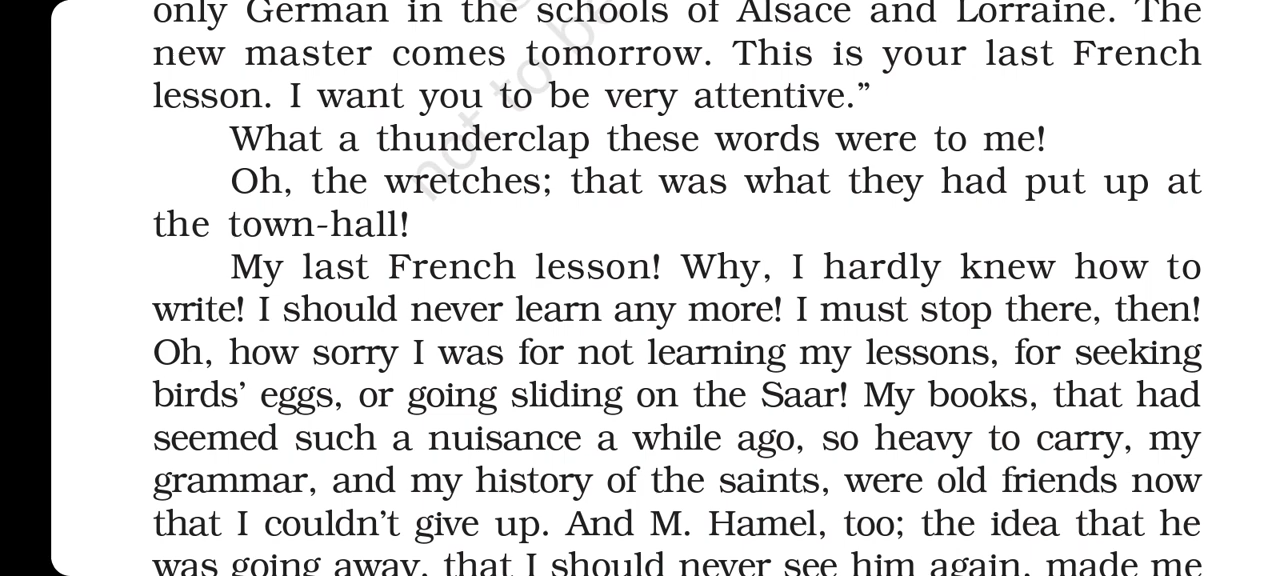 only German in the schools of Alsace and Lorraine. The
new master comes tomorrow. This is your last French
lesson. I want you to be very attentive.”
What a thunderclap these words were to me!
Oh, the wretches; that was what they had put up at
the town-hall!
My last French lesson! Why, I hardly knew how to
write! I should never learn any more! I must stop there, then!
Oh, how sorry I was for not learning my lessons, for seeking
birds’ eggs, or going sliding on the Saar! My books, that had
seemed such a nuisance a while ago, so heavy to carry, my
grammar, and my history of the saints, were old friends now
that I couldn’t give up. And M. Hamel, too; the idea that he
was going away, that I should never see him again, made me
not to b